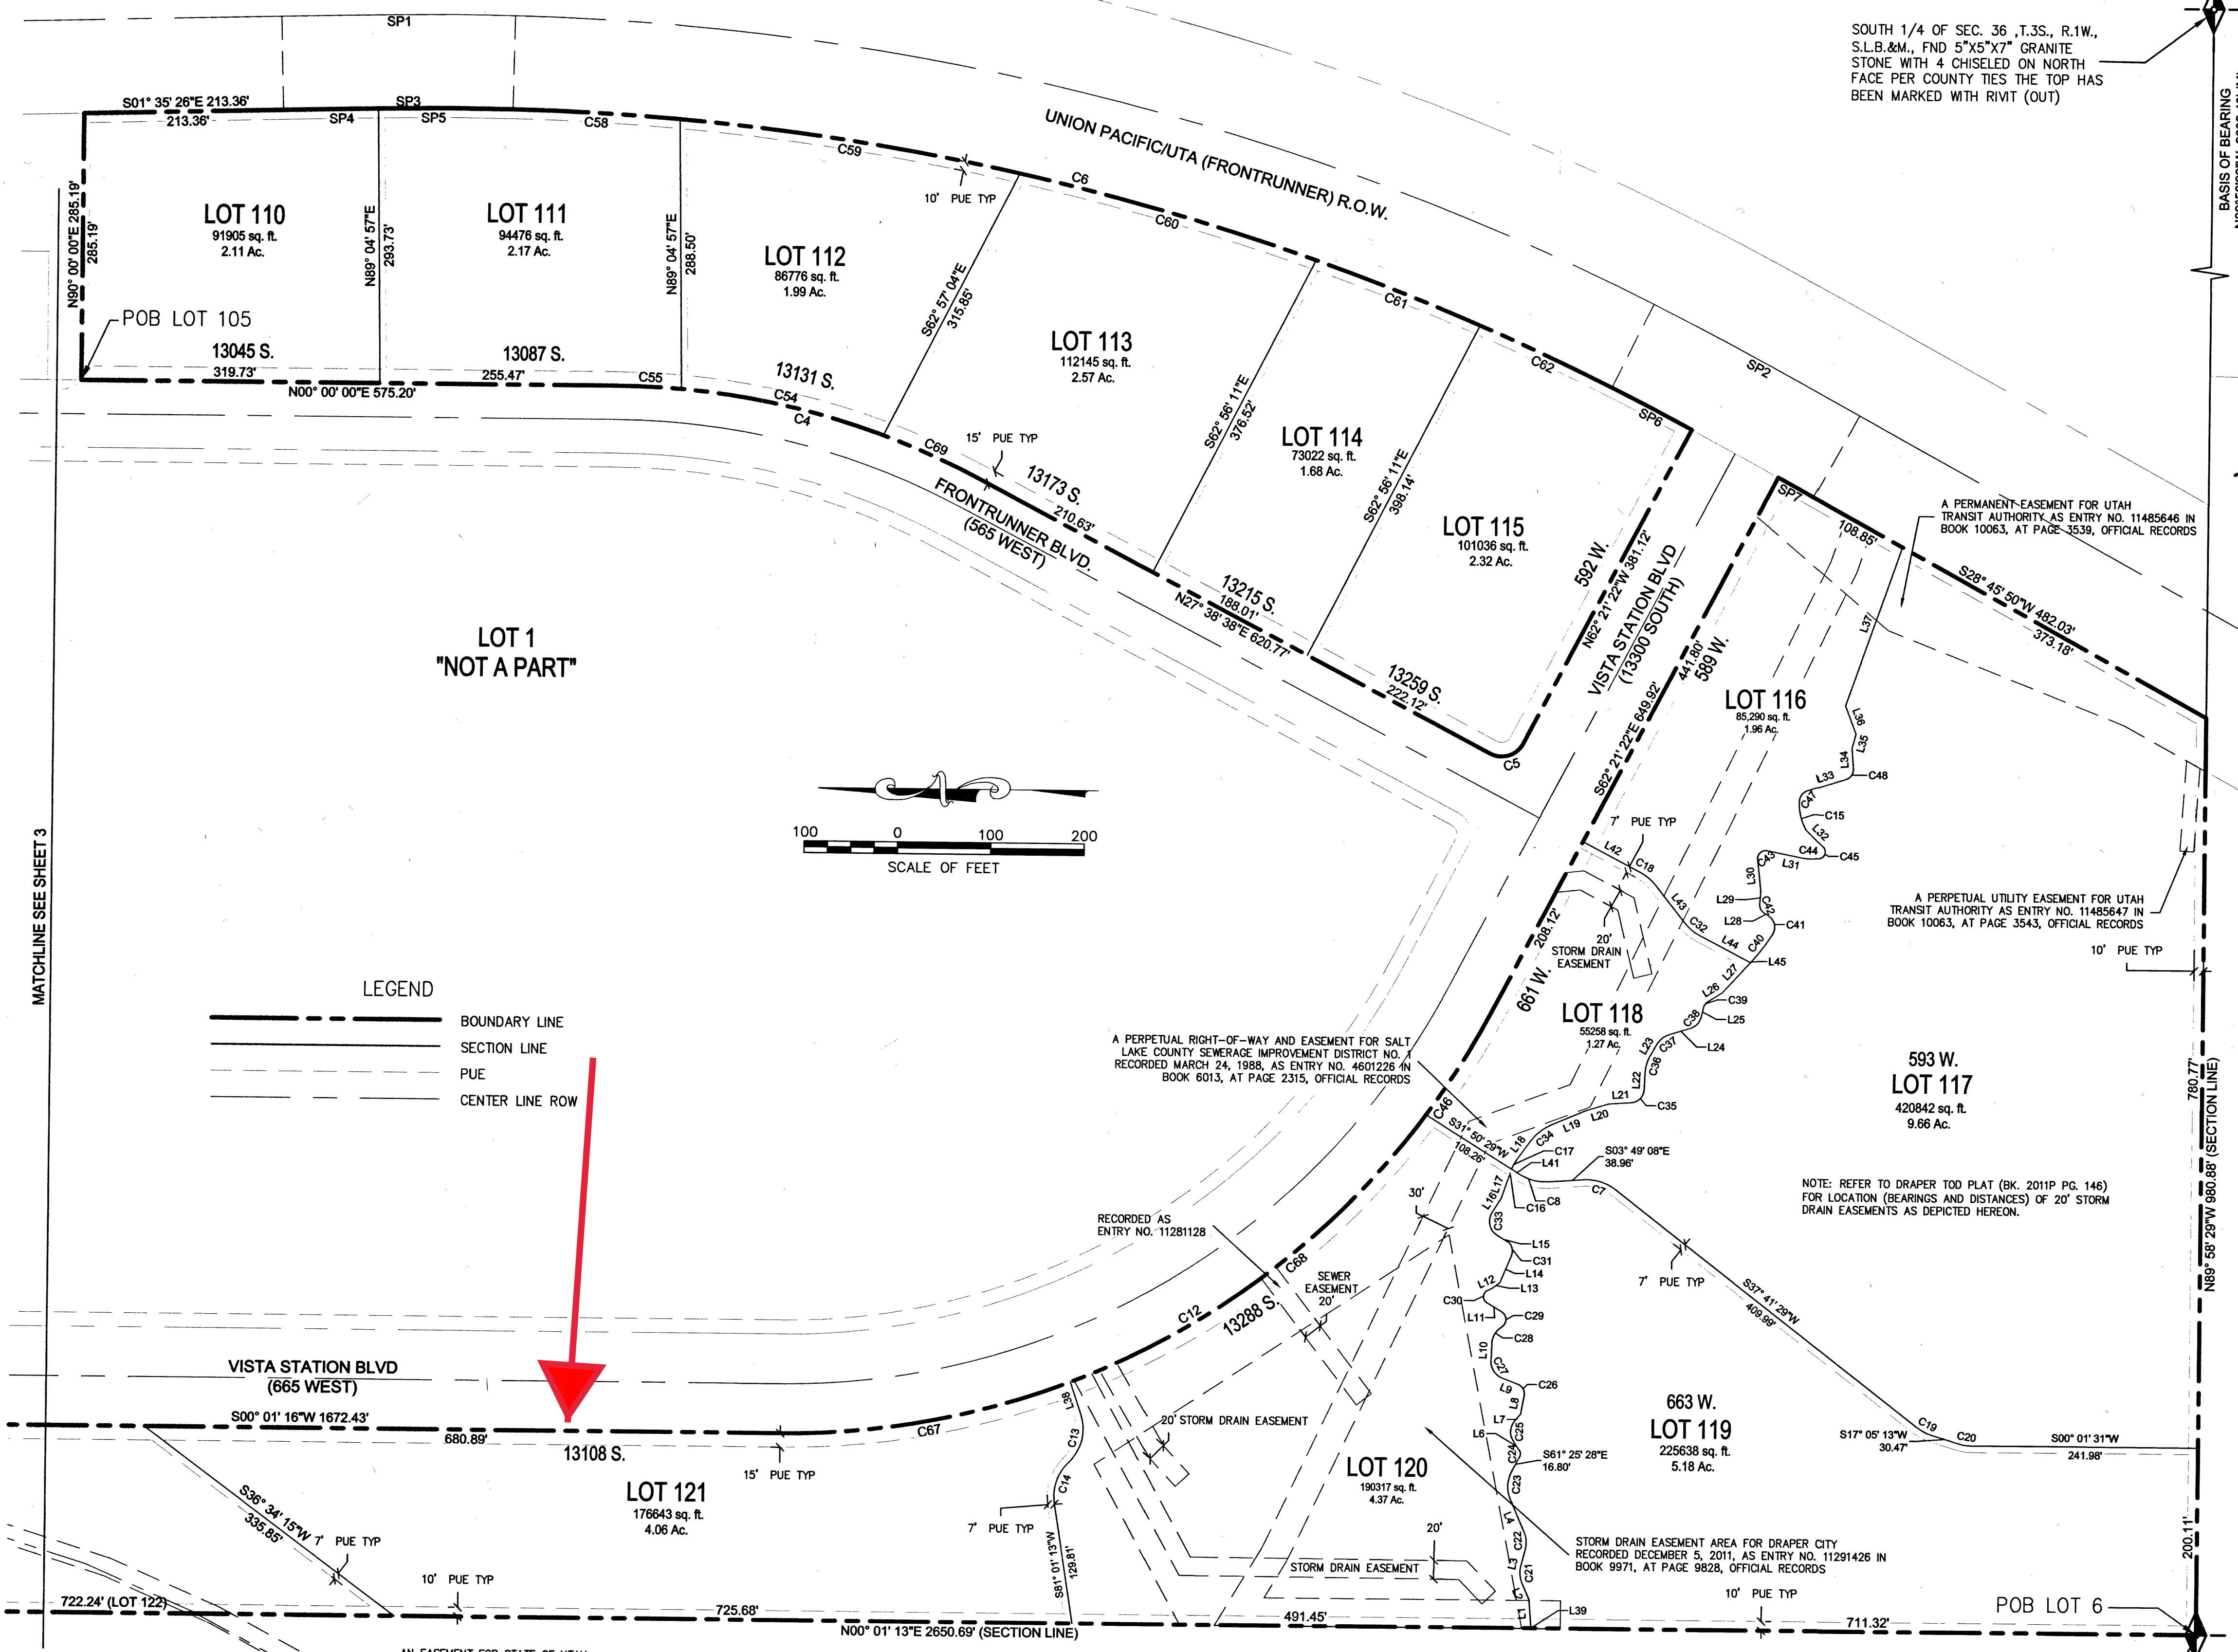 SP1
SOUTH 1/4 OF SEC. 36 ,T.3S., R.1W.,
S.L.B.&M., FND 5"X5"X7" GRANITE
STONE WITH 4 CHISELED ON NORTH
FACE PER COUNTY TIES THE TOP HAS
BEEN MARKED WITH RIVIT (OUT)
BASIS OF BEARING
S01° 35' 26"E 213.36'
213.36'
SP3
SP4
SP5
C58
C59
C6
UNION PACIFIC/UTA (FRONTRUNNER) R.O.W.
10' PUE TYP
C60
C61
C62
SP2
SP6
SP7
N90° 00' 00"E 285.19'
285.19'
LOT 110
91905 sq. ft.
2.11 Ac.
N89° 04' 57"E
293.73'
LOT 111
94476 sq. ft.
2.17 Ac.
N89° 04' 57"E
288.50'
LOT 112
86776 sq. ft.
1.99 Ac.
S62° 57' 04"E
315.85'
LOT 113
112145 sq. ft.
2.57 Ac.
S62° 56' 11"E
376.52'
LOT 114
73022 sq. ft.
1.68 Ac.
S62° 56' 11"E
398.14'
LOT 115
101036 sq. ft.
2.32 Ac.
POB LOT 105
13045 S.
319.73'
13087 S.
255.47'
N00° 00' 00"E 575.20'
C55
13131 S.
C54
C4
C69
15' PUE TYP
13173 S.
210.63'
FRONTRUNNER BLVD.
(565 WEST)
13215 S.
188.01'
N27° 38' 38"E 620.77'
13259 S.
222.12'
C5
592 W.
N62° 21' 22"W 381.12'
VISTA STATION BLVD
(13300 SOUTH)
S62° 21' 22"E 649.92'
441.80'
589 W.
108.85'
A PERMANENT EASEMENT FOR UTAH
TRANSIT AUTHORITY AS ENTRY NO. 11485646 IN
BOOK 10063, AT PAGE 3539, OFFICIAL RECORDS
S28° 45' 50"W 482.03'
373.18'
LOT 1
"NOT A PART"
LOT 116
85,290 sq. ft.
1.96 Ac.
L37
L36
L35
L34
L33
C48
C47
C15
L32
C44
C45
C43
L31
L30
L29
C42
L28
C41
C40
L45
L27
L26
C39
C38
L25
L24
C37
L23
C36
L22
L21
C35
L20
L19
C34
L18
C17
L41
100 0 100 200
SCALE OF FEET
MATCHLINE SEE SHEET 3
7' PUE TYP
L42
C18
L43
C32
L44
208.12'
20'
STORM DRAIN
EASEMENT
661 W.
LOT 118
55258 sq. ft.
1.27 Ac.
A PERPETUAL UTILITY EASEMENT FOR UTAH
TRANSIT AUTHORITY AS ENTRY NO. 11485647 IN
BOOK 10063, AT PAGE 3543, OFFICIAL RECORDS
10' PUE TYP
LEGEND
BOUNDARY LINE
SECTION LINE
PUE
CENTER LINE ROW
A PERPETUAL RIGHT-OF-WAY AND EASEMENT FOR SALT
LAKE COUNTY SEWERAGE IMPROVEMENT DISTRICT NO. 1
RECORDED MARCH 24, 1988, AS ENTRY NO. 4601226 IN
BOOK 6013, AT PAGE 2315, OFFICIAL RECORDS
593 W.
LOT 117
420842 sq. ft.
9.66 Ac.
780.77'
N89° 58' 29"W 980.88' (SECTION LINE)
C46
S31° 50' 29"W
108.26'
S03° 49' 08"E
38.96'
C7
C8
C16
L16
L17
C33
L15
C31
L14
L13
L12
C30
L11
C29
C28
L10
C27
L9
C26
L8
L7
C25
L6
C24
C23
L4
C22
L3
C21
L2
L1
L39
30'
NOTE: REFER TO DRAPER TOD PLAT (BK. 2011P PG. 146)
FOR LOCATION (BEARINGS AND DISTANCES) OF 20' STORM
DRAIN EASEMENTS AS DEPICTED HEREON.
RECORDED AS
ENTRY NO. 11281128
C68
SEWER
EASEMENT
20'
C12
13288 S.
7' PUE TYP
S37° 41' 29"W
409.99'
VISTA STATION BLVD
(665 WEST)
S00° 01' 16"W 1672.43'
680.89'
13108 S.
C67
15' PUE TYP
L38
C13
C14
20' STORM DRAIN EASEMENT
663 W.
LOT 119
225638 sq. ft.
5.18 Ac.
S17° 05' 13"W
30.47'
C19
C20
S00° 01' 31"W
241.98'
S61° 25' 28"E
16.80'
LOT 120
190317 sq. ft.
4.37 Ac.
LOT 121
176643 sq. ft.
4.06 Ac.
S36° 34' 15"W
335.85'
7' PUE TYP
7' PUE TYP
S81° 01' 13"W
129.81'
20'
STORM DRAIN EASEMENT
STORM DRAIN EASEMENT AREA FOR DRAPER CITY
RECORDED DECEMBER 5, 2011, AS ENTRY NO. 11291426 IN
BOOK 9971, AT PAGE 9828, OFFICIAL RECORDS
200.11'
10' PUE TYP
10' PUE TYP
722.24' (LOT 122)
725.68'
491.45'
711.32'
POB LOT 6
N00° 01' 13"E 2650.69' (SECTION LINE)